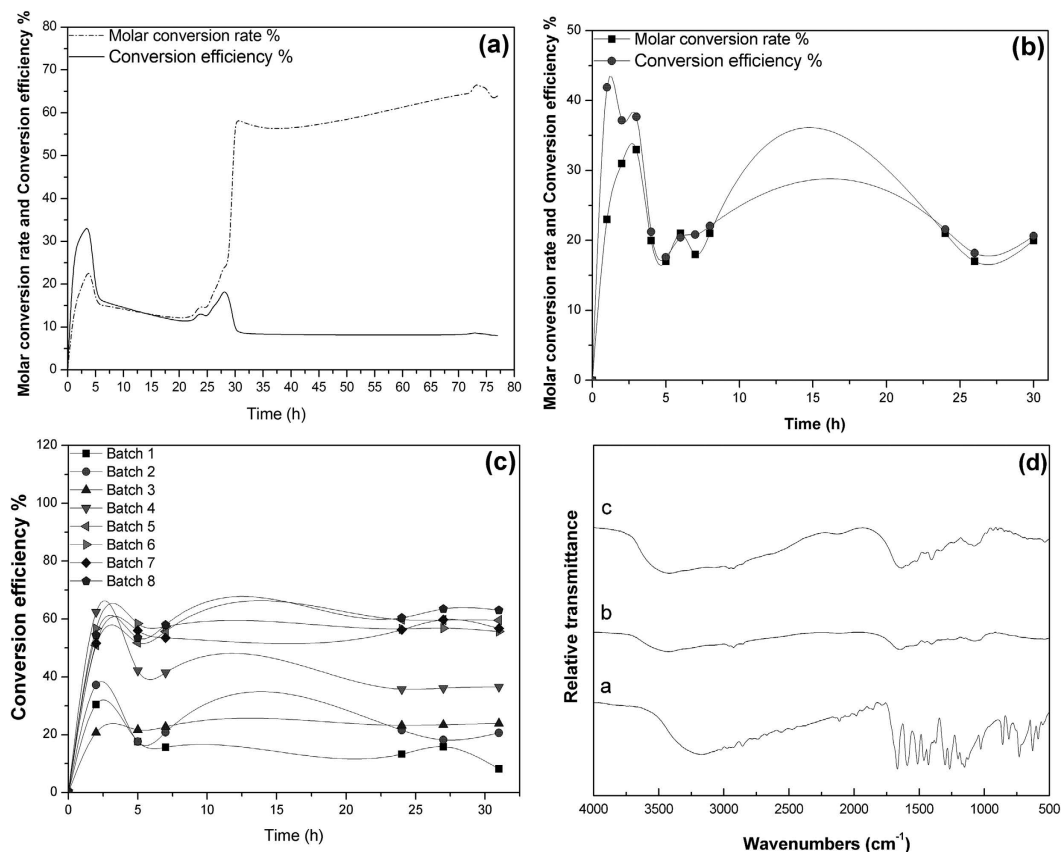 Molar conversion rate and Conversion efficiency %
80
70
60
50
40
30
20
10
0
Molar conversion rate %
Conversion efficiency %
(a)
0 5 10 15 20 25 30 35 40 45 50 55 60 65 70 75 80
Time (h)
Molar conversion rate and Conversion efficiency %
50
45
40
35
30
25
20
15
10
5
0
Molar conversion rate %
Conversion efficiency %
(b)
0 5 10 15 20 25 30
Time (h)
Conversion efficiency %
120
100
80
60
40
20
0
Batch 1
Batch 2
Batch 3
Batch 4
Batch 5
Batch 6
Batch 7
Batch 8
(c)
0 5 10 15 20 25 30
Time (h)
Relative transmittance
(d)
c
b
a
4000 3500 3000 2500 2000 1500 1000 500
Wavenumbers (cm⁻¹)